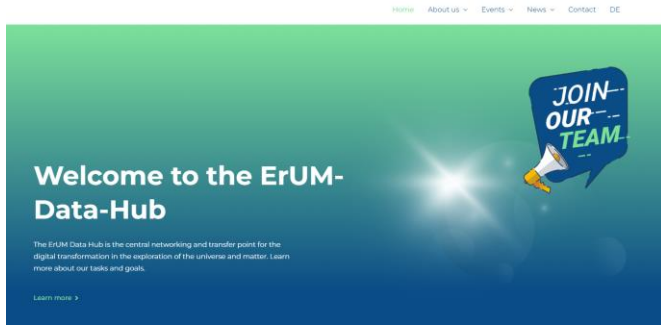 Home About us Events News Contact DE
JOIN
OUR
TEAM
Welcome to the ErUM-
Data-Hub
The ErUM Data Hub is the central networking and transfer point for the
digital transformation in the exploration of the universe and matter. Learn
more about our tasks and goals.
Learn more >